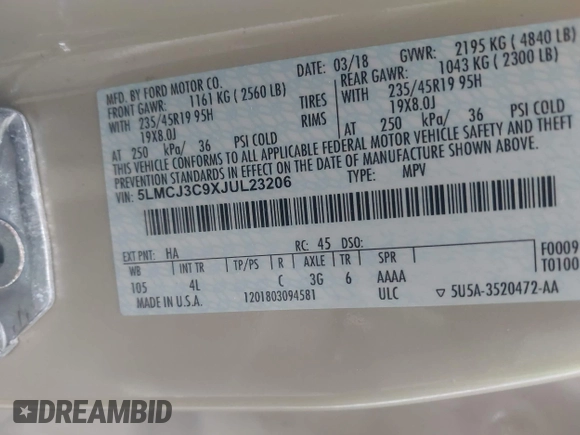 MFD. BY FORD MOTOR CO. DATE: 03/18 GVWR: 2195 KG ( 4840 LB)
FRONT GAWR: 1161 KG ( 2560 LB) REAR GAWR: 1043 KG ( 2300 LB)
WITH 235/45R19 95H TIRES WITH 235/45R19 95H
19X8.0J RIMS 19X8.0J
AT 250 kPa/ 36 PSI COLD AT 250 kPa/ 36 PSI COLD
THIS VEHICLE CONFORMS TO ALL APPLICABLE FEDERAL MOTOR VEHICLE SAFETY AND THEFT
PREVENTION STANDARDS IN EFFECT ON THE DATE OF MANUFACTURE SHOWN ABOVE.
VIN: 5LMCJ3C9XJUL23206 TYPE: MPV
EXT PNT: HA RC: 45 DSO: F0009
WB INT TR TP/PS R AXLE TR SPR T0100
105 4L C 3G 6 AAAA
MADE IN U.S.A. 1201803094581 ULC ▽ 5U5A-3520472-AA
DREAMBID